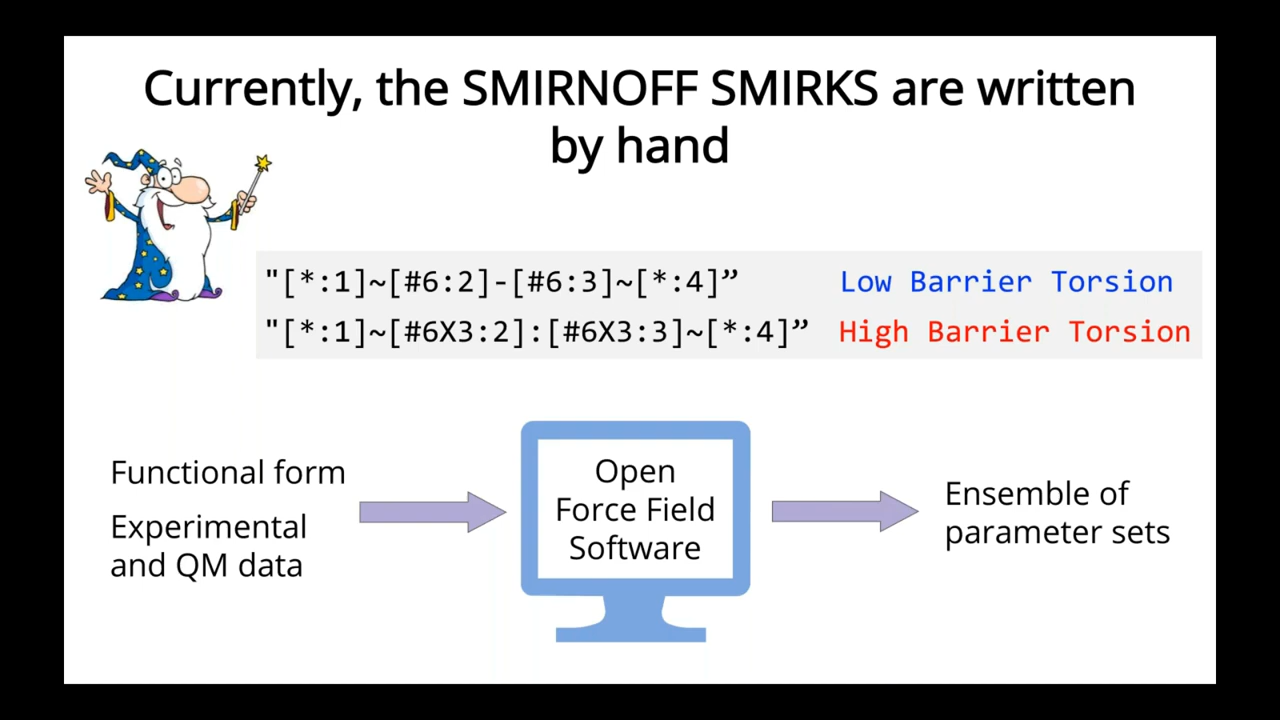 Currently, the SMIRNOFF SMIRKS are written
by hand
"[*:1]~[#6:2]-[#6:3]~[*:4]” Low Barrier Torsion
"[*:1]~[#6X3:2]:[#6X3:3]~[*:4]” High Barrier Torsion
Functional form
Experimental
and QM data
Open
Force Field
Software
Ensemble of
parameter sets